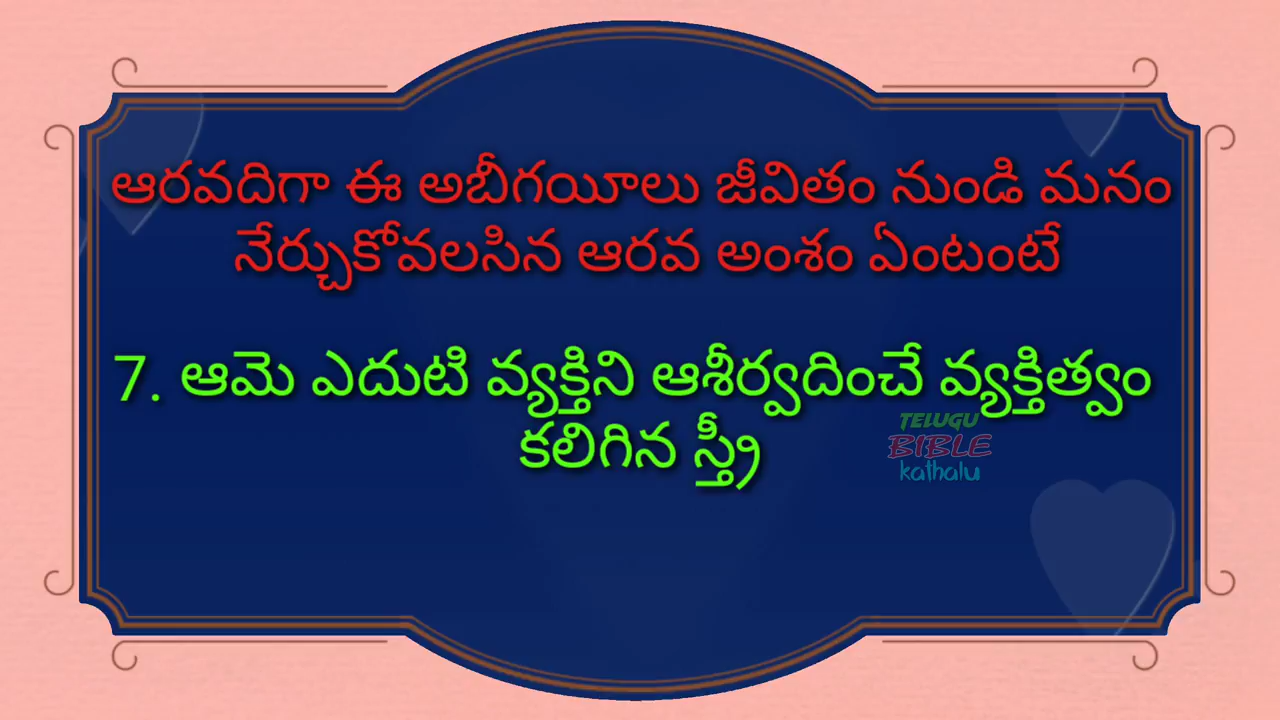 ఆరవదిగా ఈ అబీగయీలు జీవితం నుండి మనం
నేర్చుకోవలసిన ఆరవ అంశం ఏంటంటే
7. ఆమె ఎదుటి వ్యక్తిని ఆశీర్వదించే వ్యక్తిత్వం
కలిగిన స్త్రీ
TELUGU
BIBLE
kathalu